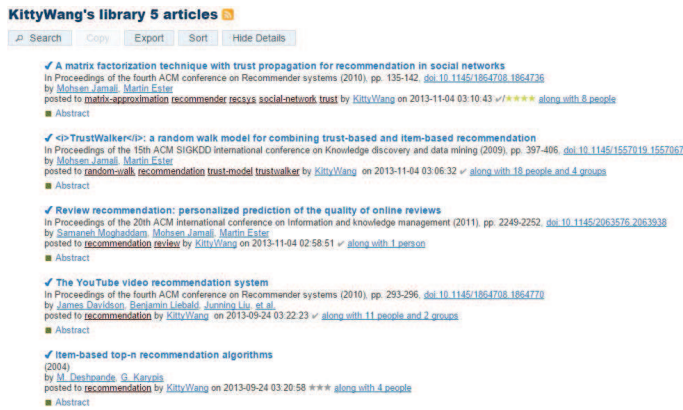 KittyWang's library 5 articles
Search Copy Export Sort Hide Details
✓ A matrix factorization technique with trust propagation for recommendation in social networks
In Proceedings of the fourth ACM conference on Recommender systems (2010), pp. 135-142, doi:10.1145/1864708.1864736
by Mohsen Jamali, Martin Ester
posted to matrix-approximation recommender recsys social-network trust by KittyWang on 2013-11-04 03:10:43 ✓/★★★★ along with 8 people
Abstract
✓ <i>TrustWalker</i>: a random walk model for combining trust-based and item-based recommendation
In Proceedings of the 15th ACM SIGKDD international conference on Knowledge discovery and data mining (2009), pp. 397-406, doi:10.1145/1557019.1557067
by Mohsen Jamali, Martin Ester
posted to random-walk recommendation trust-model trustwalker by KittyWang on 2013-11-04 03:06:32 ✓ along with 18 people and 4 groups
Abstract
✓ Review recommendation: personalized prediction of the quality of online reviews
In Proceedings of the 20th ACM international conference on Information and knowledge management (2011), pp. 2249-2252, doi:10.1145/2063576.2063938
by Samaneh Moghaddam, Mohsen Jamali, Martin Ester
posted to recommendation review by KittyWang on 2013-11-04 02:58:51 ✓ along with 1 person
Abstract
✓ The YouTube video recommendation system
In Proceedings of the fourth ACM conference on Recommender systems (2010), pp. 293-296, doi:10.1145/1864708.1864770
by James Davidson, Benjamin Liebald, Junning Liu, et al.
posted to recommendation by KittyWang on 2013-09-24 03:22:23 ✓ along with 11 people and 2 groups
Abstract
✓ Item-based top-n recommendation algorithms
(2004)
by M. Deshpande, G. Karypis
posted to recommendation by KittyWang on 2013-09-24 03:20:58 ★★★ along with 4 people
Abstract